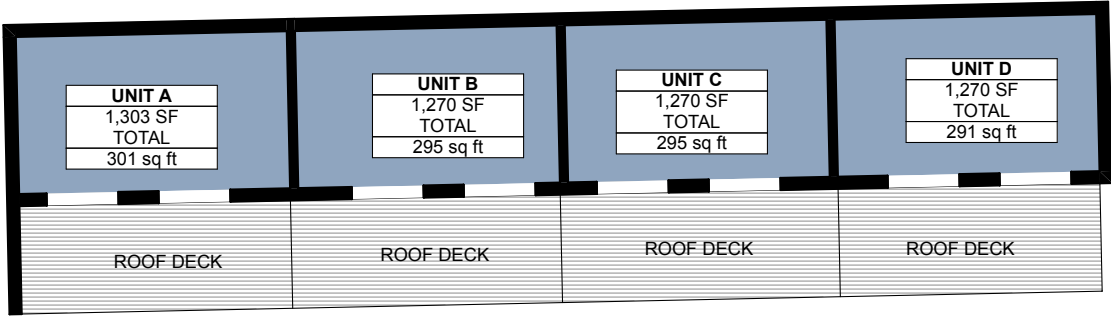 UNIT A
1,303 SF
TOTAL
301 sq ft
UNIT B
1,270 SF
TOTAL
295 sq ft
UNIT C
1,270 SF
TOTAL
295 sq ft
UNIT D
1,270 SF
TOTAL
291 sq ft
ROOF DECK
ROOF DECK
ROOF DECK
ROOF DECK